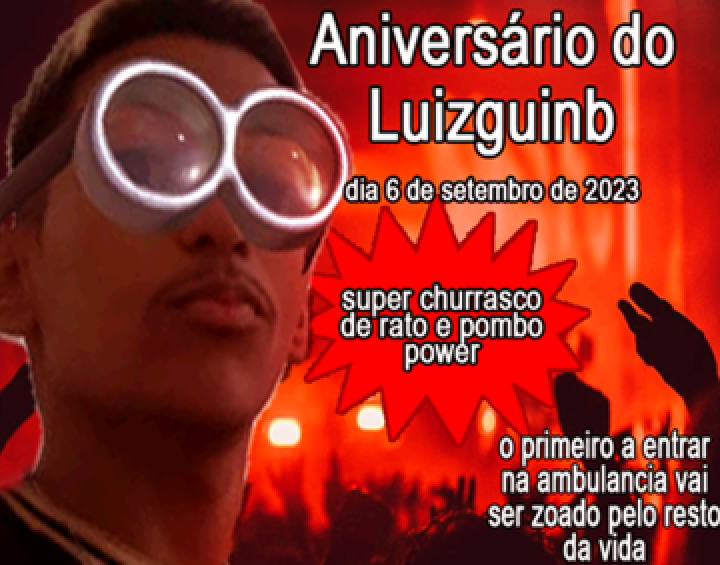 Aniversário do
Luizguinb
dia 6 de setembro de 2023
super churrasco
de rato e pombo
power
o primeiro a entrar
na ambulancia vai
ser zoado pelo resto
da vida